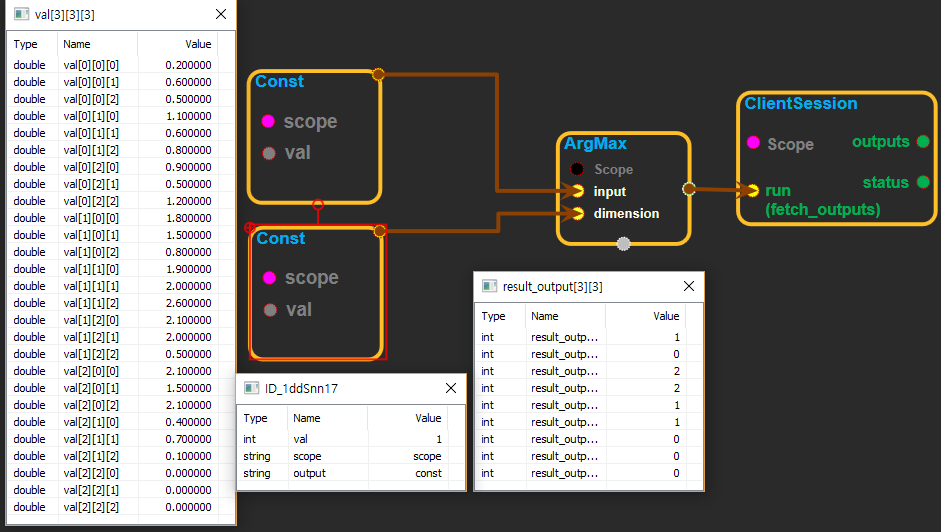 val[3][3][3]
Type Name Value
double val[0][0][0] 0.200000
double val[0][0][1] 0.600000
double val[0][0][2] 0.500000
double val[0][1][0] 1.100000
double val[0][1][1] 0.600000
double val[0][1][2] 0.800000
double val[0][2][0] 0.900000
double val[0][2][1] 0.500000
double val[0][2][2] 1.200000
double val[1][0][0] 1.800000
double val[1][0][1] 1.500000
double val[1][0][2] 0.800000
double val[1][1][0] 1.900000
double val[1][1][1] 2.000000
double val[1][1][2] 2.600000
double val[1][2][0] 2.100000
double val[1][2][1] 2.000000
double val[1][2][2] 0.500000
double val[2][0][0] 2.100000
double val[2][0][1] 1.500000
double val[2][0][2] 2.100000
double val[2][1][0] 0.400000
double val[2][1][1] 0.700000
double val[2][1][2] 0.100000
double val[2][2][0] 0.000000
double val[2][2][1] 0.000000
double val[2][2][2] 0.000000
Const
scope
val
Const
scope
val
ArgMax
Scope
input
dimension
ClientSession
Scope
outputs
status
run
(fetch_outputs)
ID_1ddSnn17
Type Name Value
int val 1
string scope scope
string output const
result_output[3][3]
Type Name Value
int result_outp... 1
int result_outp... 0
int result_outp... 2
int result_outp... 2
int result_outp... 1
int result_outp... 1
int result_outp... 0
int result_outp... 0
int result_outp... 0